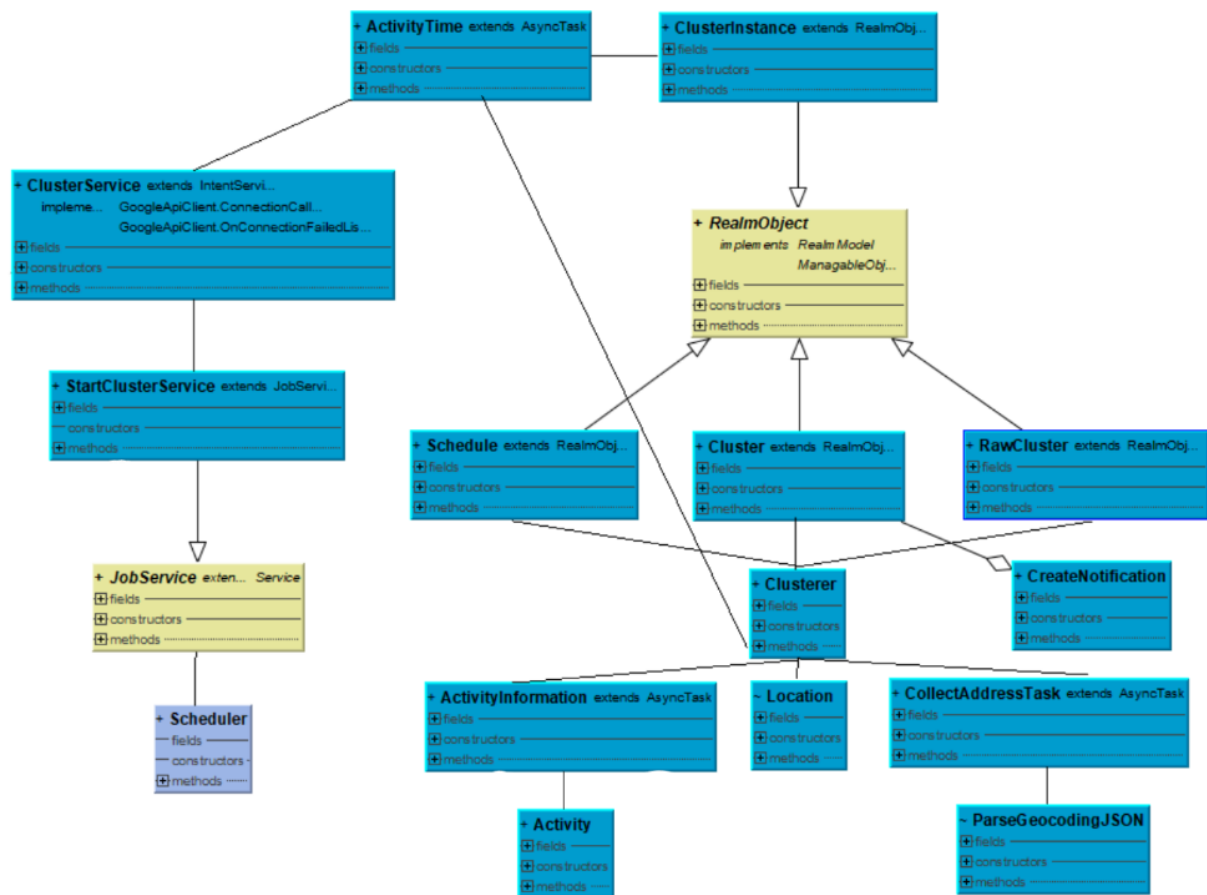 + ActivityTime extends AsyncTask
fields
constructors
methods
+ ClusterInstance extends RealmObj...
fields
constructors
methods
+ ClusterService extends IntentServi...
impleme... GoogleApiClient.ConnectionCall...
GoogleApiClient.OnConnectionFailedLis...
fields
constructors
methods
+ RealmObject
implements RealmModel
ManagableObj...
fields
constructors
methods
+ StartClusterService extends JobServi...
fields
constructors
methods
+ Schedule extends RealmObj...
fields
constructors
methods
+ Cluster extends RealmObj...
fields
constructors
methods
+ RawCluster extends RealmObj...
fields
constructors
methods
+ JobService exten... Service
fields
constructors
methods
+ Clusterer
fields
constructors
methods
+ CreateNotification
fields
constructors
methods
+ Scheduler
fields
constructors
methods
+ ActivityInformation extends AsyncTask
fields
constructors
methods
~ Location
fields
constructors
methods
+ CollectAddressTask extends AsyncTask
fields
constructors
methods
+ Activity
fields
constructors
methods
~ ParseGeocodingJSON
fields
constructors
methods